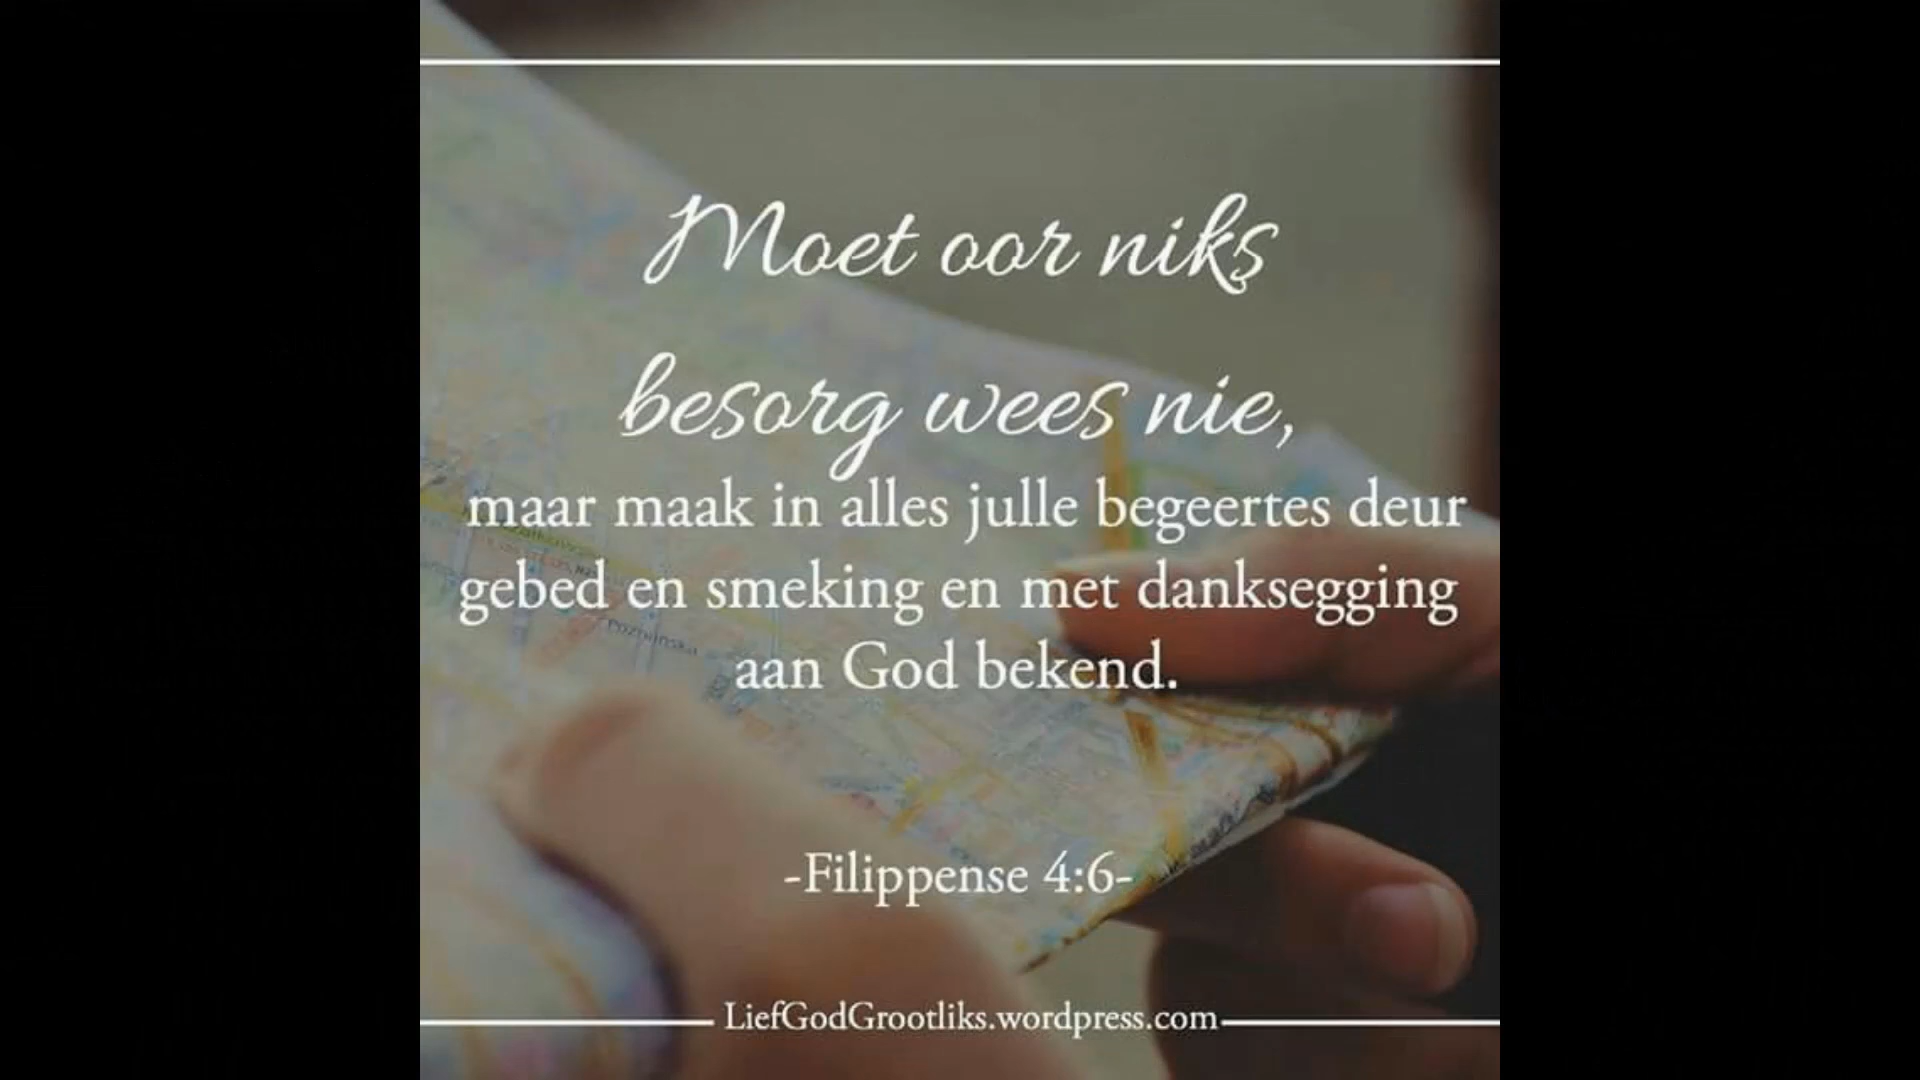 Moet oor niks
besorg wees nie,
maar maak in alles julle begeertes deur
gebed en smeking en met danksegging
aan God bekend.
-Filippense 4:6-
LiefGodGrootliks.wordpress.com